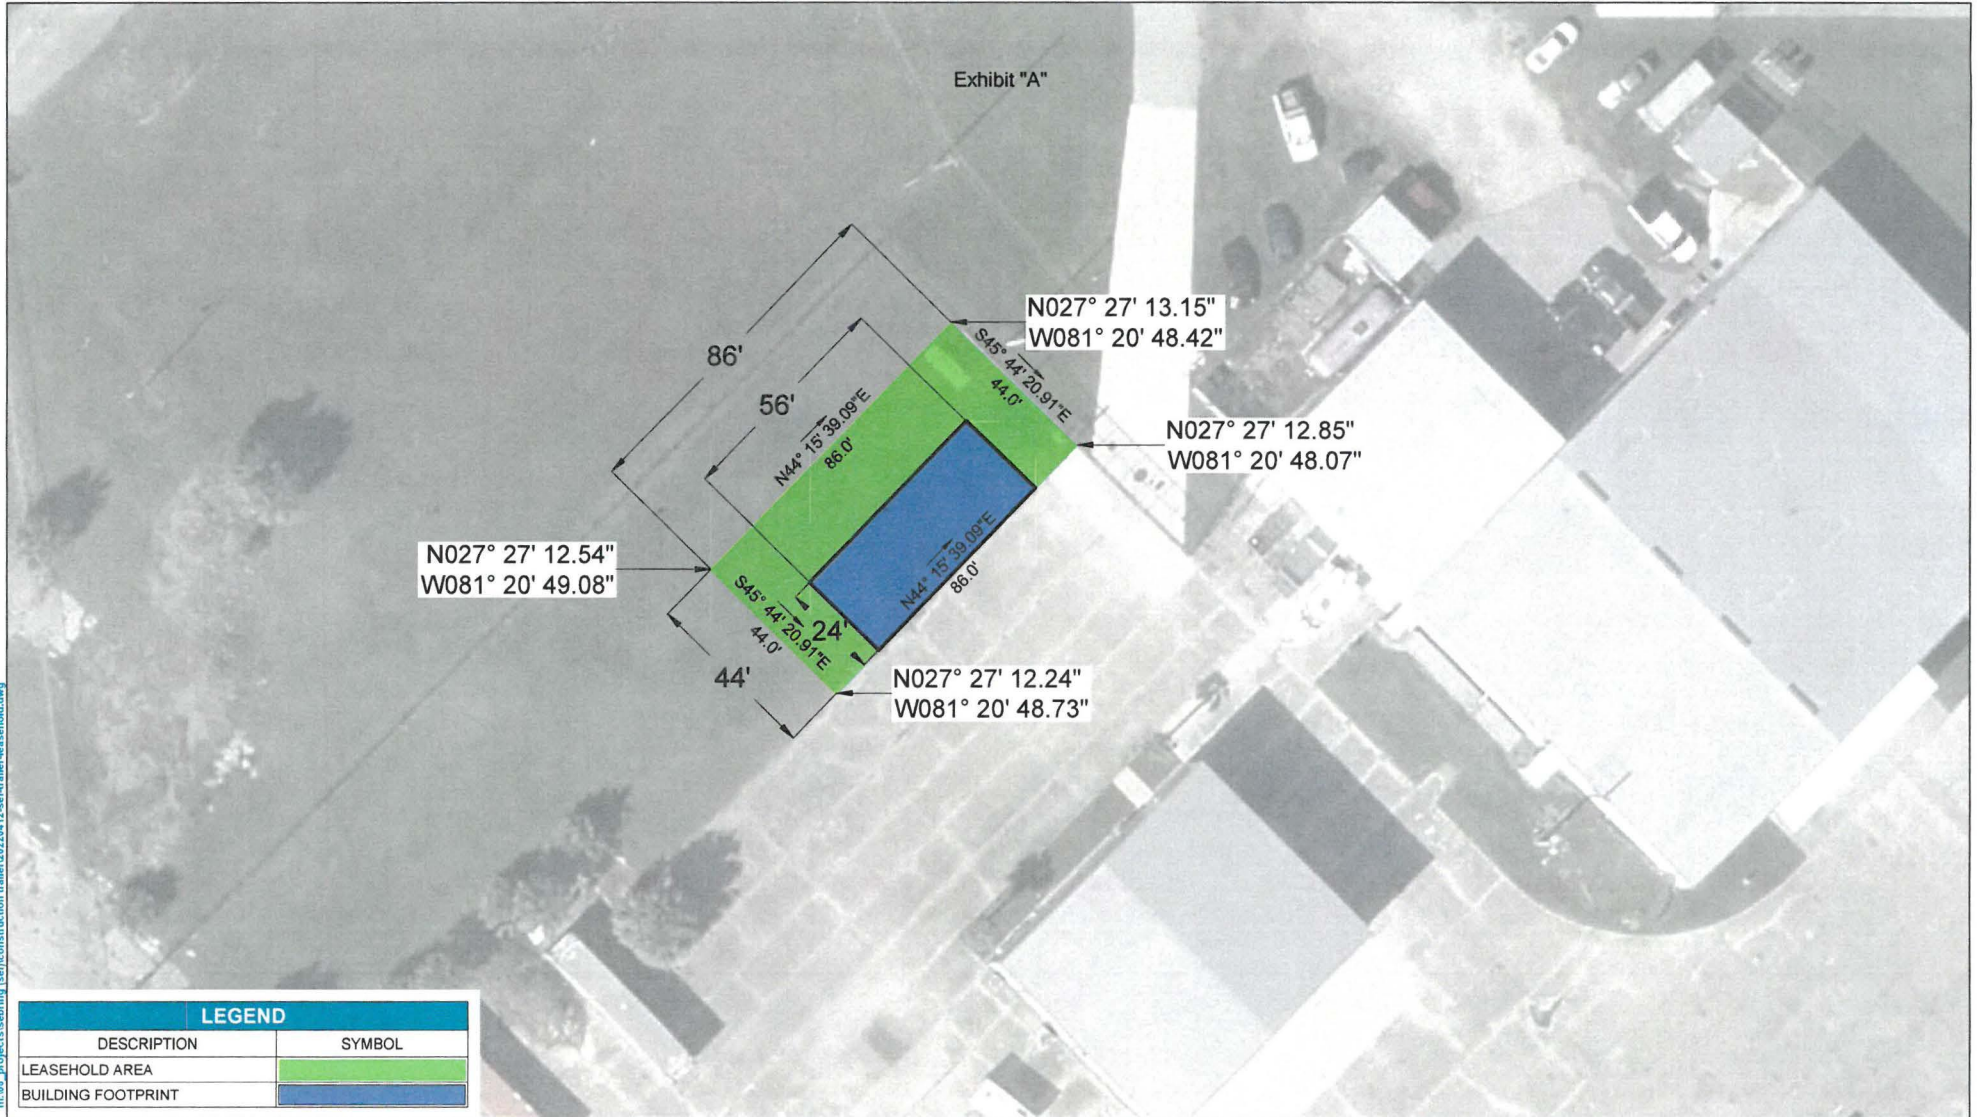 Exhibit "A"
N027° 27' 13.15"
W081° 20' 48.42"
S45° 44' 20.91"E
44.0'
86'
56'
N44° 15' 39.09"E
86.0'
N027° 27' 12.85"
W081° 20' 48.07"
N027° 27' 12.54"
W081° 20' 49.08"
N44° 15' 39.09"E
86.0'
S45° 44' 20.91"E
44.0'
24'
44'
N027° 27' 12.24"
W081° 20' 48.73"
LEGEND
DESCRIPTION SYMBOL
LEASEHOLD AREA
BUILDING FOOTPRINT